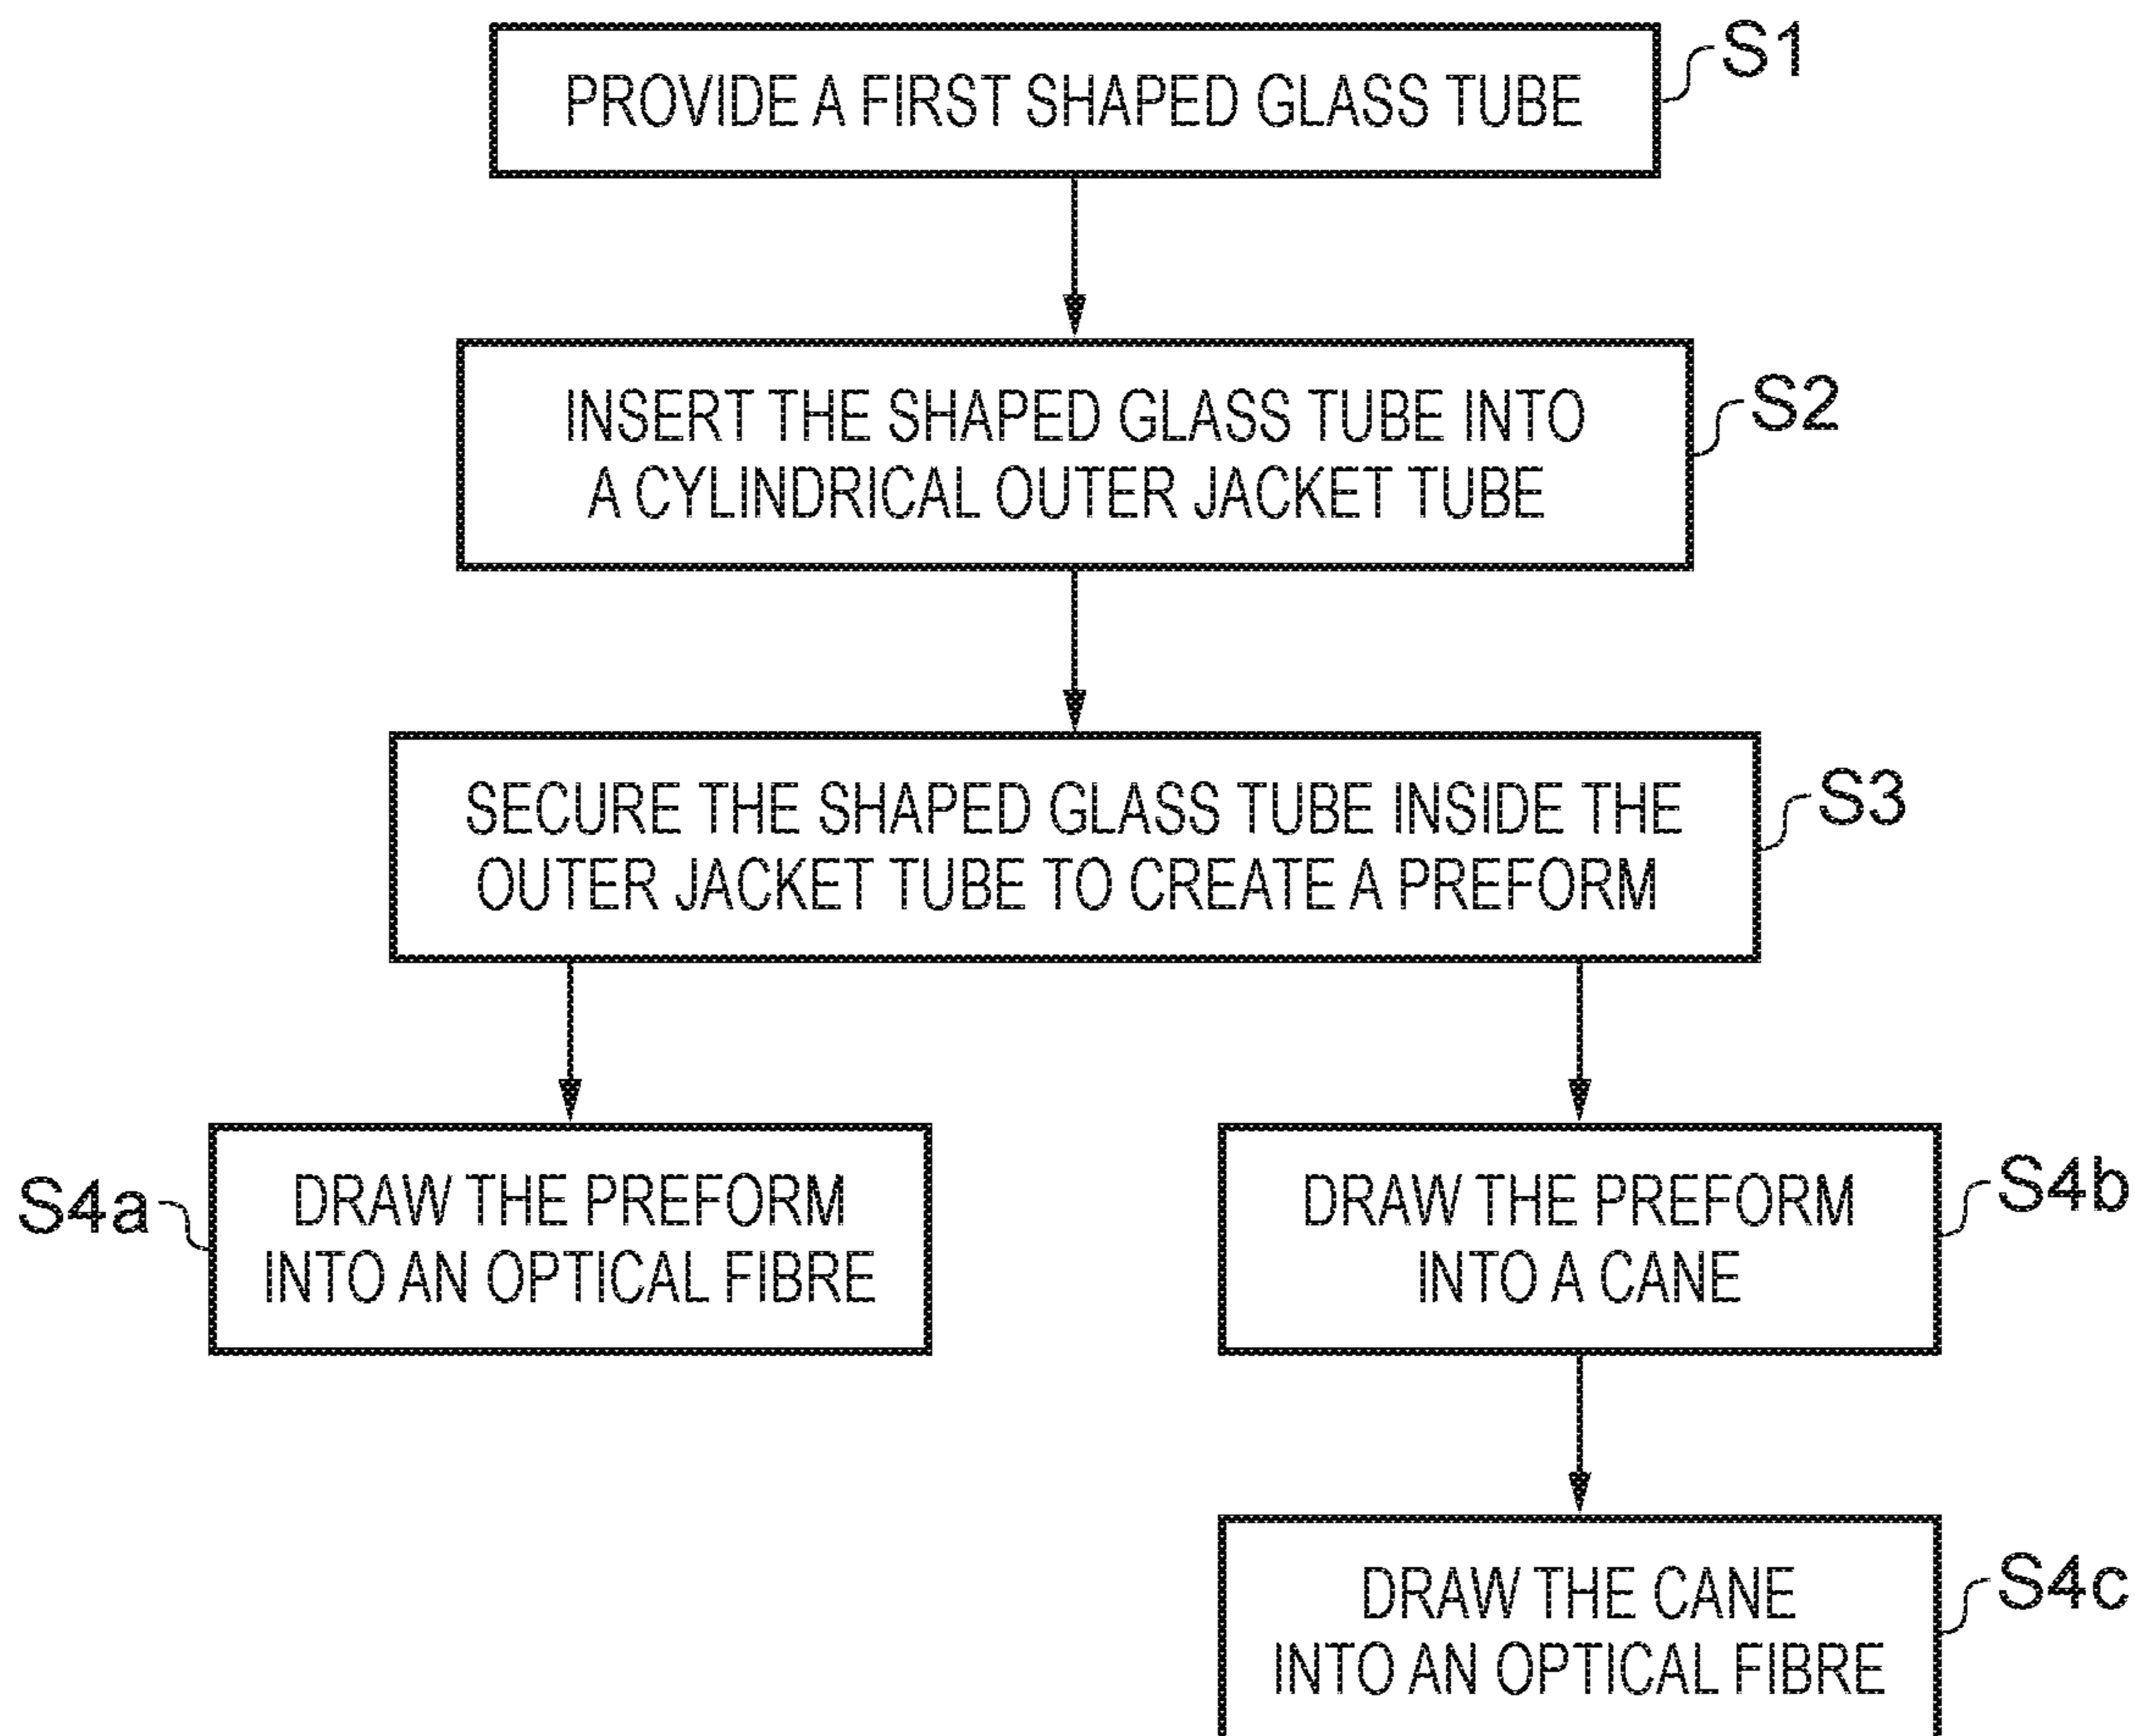 PROVIDE A FIRST SHAPED GLASS TUBE
S1
INSERT THE SHAPED GLASS TUBE INTO
A CYLINDRICAL OUTER JACKET TUBE
S2
SECURE THE SHAPED GLASS TUBE INSIDE THE
OUTER JACKET TUBE TO CREATE A PREFORM
S3
S4a
DRAW THE PREFORM
INTO AN OPTICAL FIBRE
DRAW THE PREFORM
INTO A CANE
S4b
DRAW THE CANE
INTO AN OPTICAL FIBRE
S4c